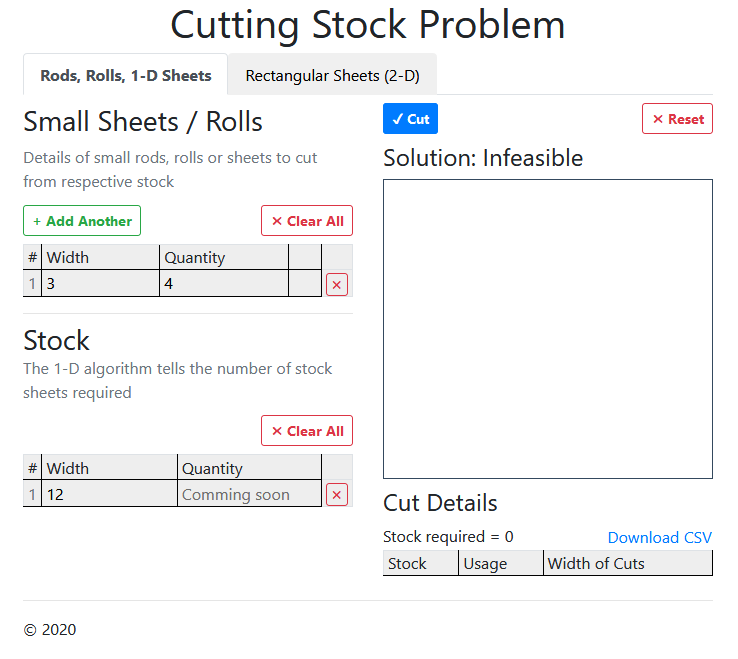 Cutting Stock Problem
Rods, Rolls, 1-D Sheets
Rectangular Sheets (2-D)
Small Sheets / Rolls
Details of small rods, rolls or sheets to cut
from respective stock
+ Add Another
✕ Clear All
# Width Quantity
1 3 4 ✕
Stock
The 1-D algorithm tells the number of stock
sheets required
✕ Clear All
# Width Quantity
1 12 Comming soon ✕
✓ Cut
✕ Reset
Solution: Infeasible
Cut Details
Stock required = 0
Download CSV
Stock Usage Width of Cuts
© 2020